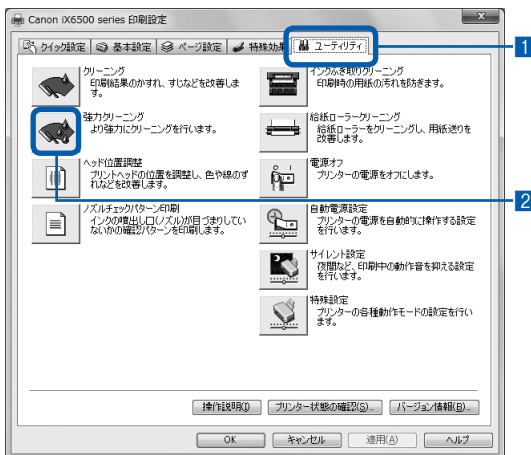 Canon iX6500 series 印刷設定
クイック設定 基本設定 ページ設定 特殊効果 ユーティリティ
1
クリーニング
印刷結果のかすれ、すじなどを改善しま
す。
インクふき取りクリーニング
印刷時の用紙の汚れを防ぎます。
強力クリーニング
より強力にクリーニングを行います。
給紙ローラークリーニング
給紙ローラーをクリーニングし、用紙送りを
改善します。
ヘッド位置調整
プリントヘッドの位置を調整し、色や線のず
れなどを改善します。
電源オフ
プリンターの電源をオフにします。
2
ノズルチェックパターン印刷
インクの噴出し口(ノズル)が目づまりしてい
ないかの確認パターンを印刷します。
自動電源設定
プリンターの電源を自動的に操作する設定
を行います。
サイレント設定
夜間など、印刷中の動作音を抑える設定
を行います。
特殊設定
プリンターの各種動作モードの設定を行い
ます。
操作説明(I) プリンター状態の確認(S)... バージョン情報(B)...
OK キャンセル 適用(A) ヘルプ